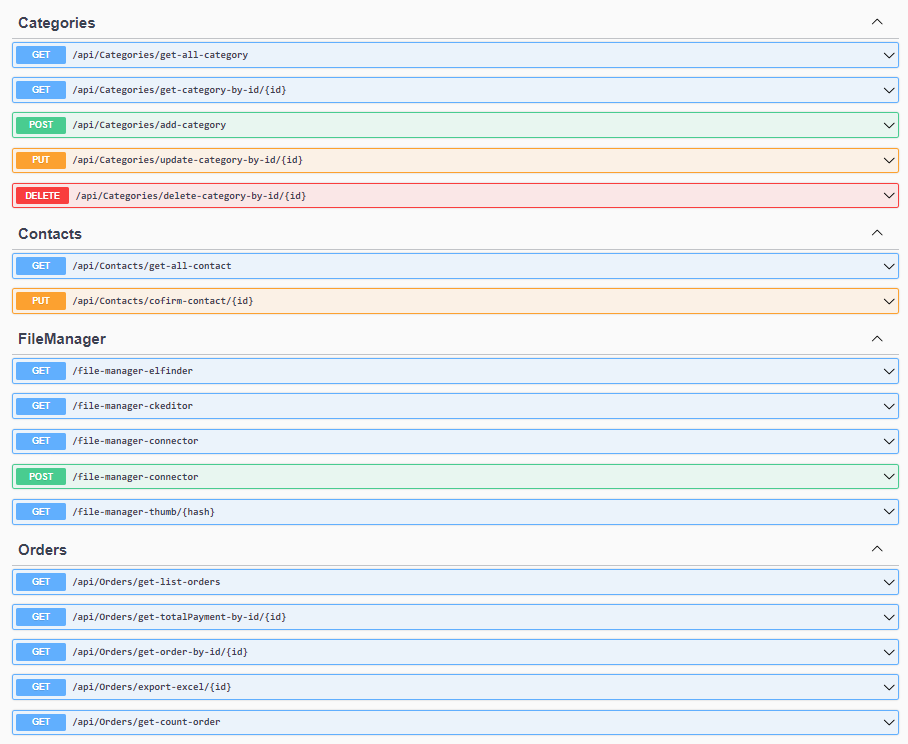 Categories
GET /api/Categories/get-all-category
GET /api/Categories/get-category-by-id/{id}
POST /api/Categories/add-category
PUT /api/Categories/update-category-by-id/{id}
DELETE /api/Categories/delete-category-by-id/{id}
Contacts
GET /api/Contacts/get-all-contact
PUT /api/Contacts/cofirm-contact/{id}
FileManager
GET /file-manager-elfinder
GET /file-manager-ckeditor
GET /file-manager-connector
POST /file-manager-connector
GET /file-manager-thumb/{hash}
Orders
GET /api/Orders/get-list-orders
GET /api/Orders/get-totalPayment-by-id/{id}
GET /api/Orders/get-order-by-id/{id}
GET /api/Orders/export-excel/{id}
GET /api/Orders/get-count-order